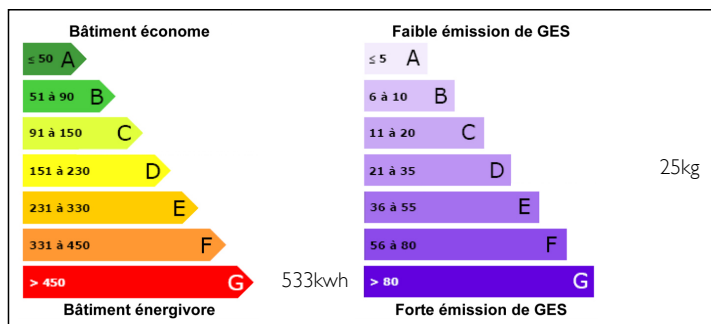 Bâtiment économe
≤ 50 A
51 à 90 B
91 à 150 C
151 à 230 D
231 à 330 E
331 à 450 F
> 450 G 533kwh
Bâtiment énergivore
Faible émission de GES
≤ 5 A
6 à 10 B
11 à 20 C
21 à 35 D 25kg
36 à 55 E
56 à 80 F
> 80 G
Forte émission de GES